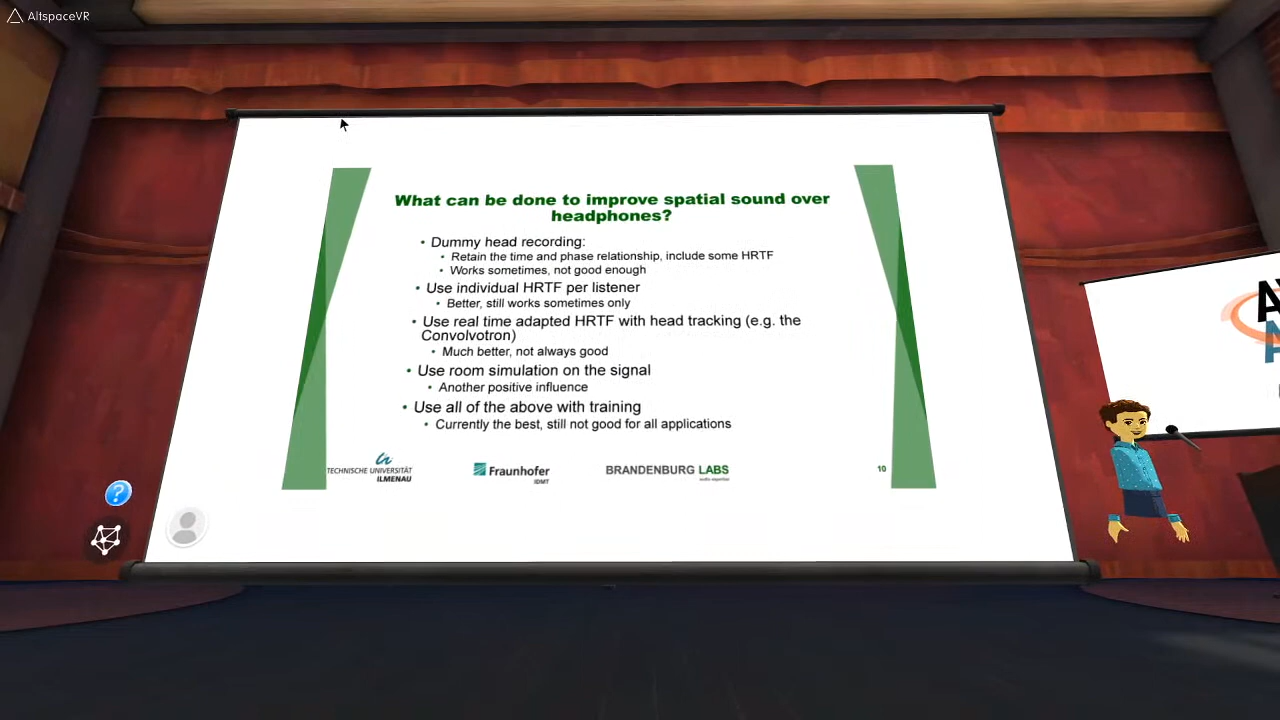 AltspaceVR
What can be done to improve spatial sound over
headphones?
• Dummy head recording:
• Retain the time and phase relationship, include some HRTF
• Works sometimes, not good enough
• Use individual HRTF per listener
• Better, still works sometimes only
• Use real time adapted HRTF with head tracking (e.g. the
Convolvotron)
• Much better, not always good
• Use room simulation on the signal
• Another positive influence
• Use all of the above with training
• Currently the best, still not good for all applications
TECHNISCHE UNIVERSITÄT
ILMENAU
Fraunhofer
IDMT
BRANDENBURG LABS
audio expertise
10
?